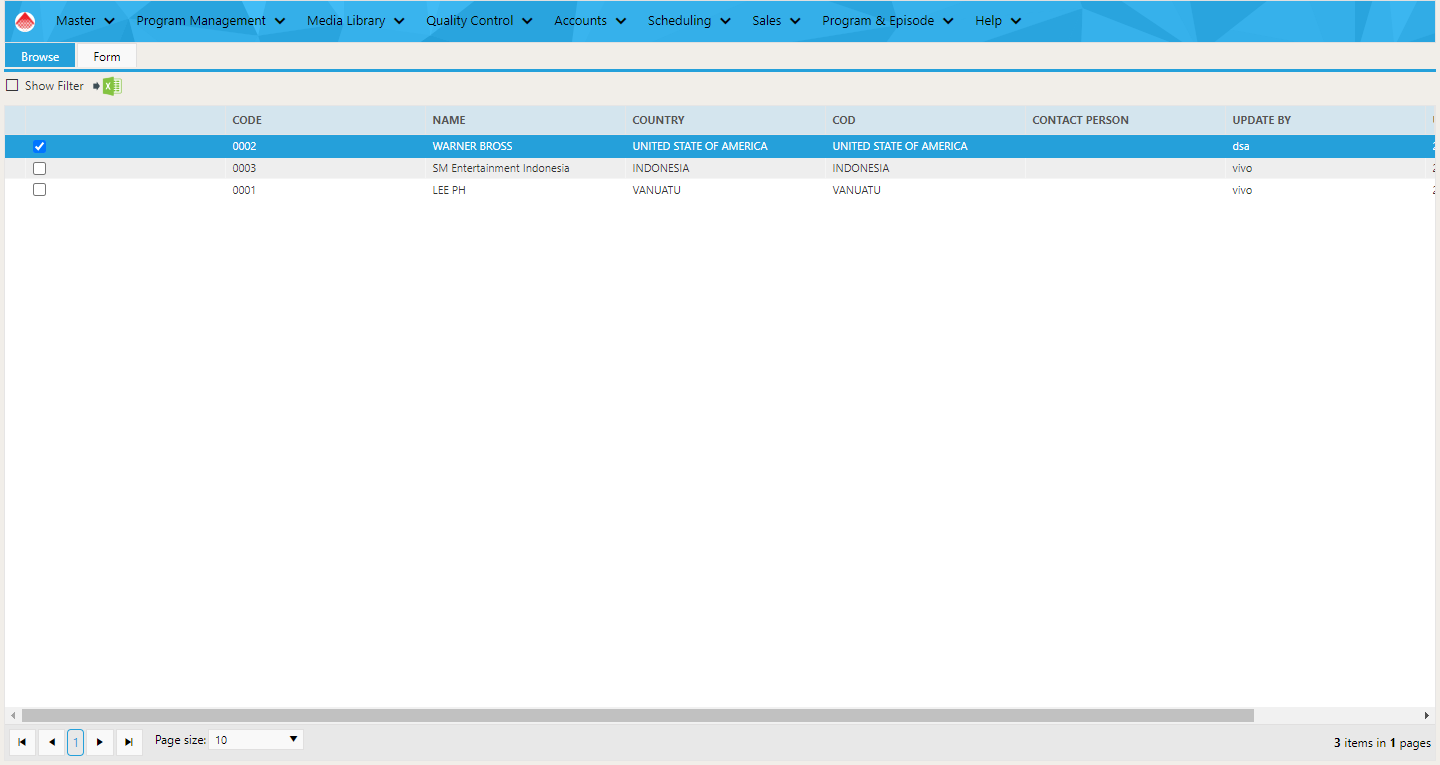 Master Program Management Media Library Quality Control Accounts Scheduling Sales Program & Episode Help
Browse Form
Show Filter
CODE NAME COUNTRY COD CONTACT PERSON UPDATE BY
0002 WARNER BROSS UNITED STATE OF AMERICA UNITED STATE OF AMERICA dsa
0003 SM Entertainment Indonesia INDONESIA INDONESIA vivo
0001 LEE PH VANUATU VANUATU vivo
1 Page size: 10 3 items in 1 pages